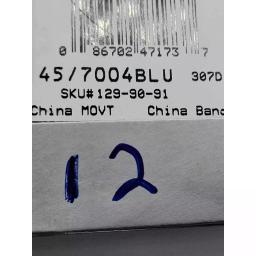 0 86702 47173 7
45/7004BLU 307D
SKU# 129-90-91
China MOVT China Band
12